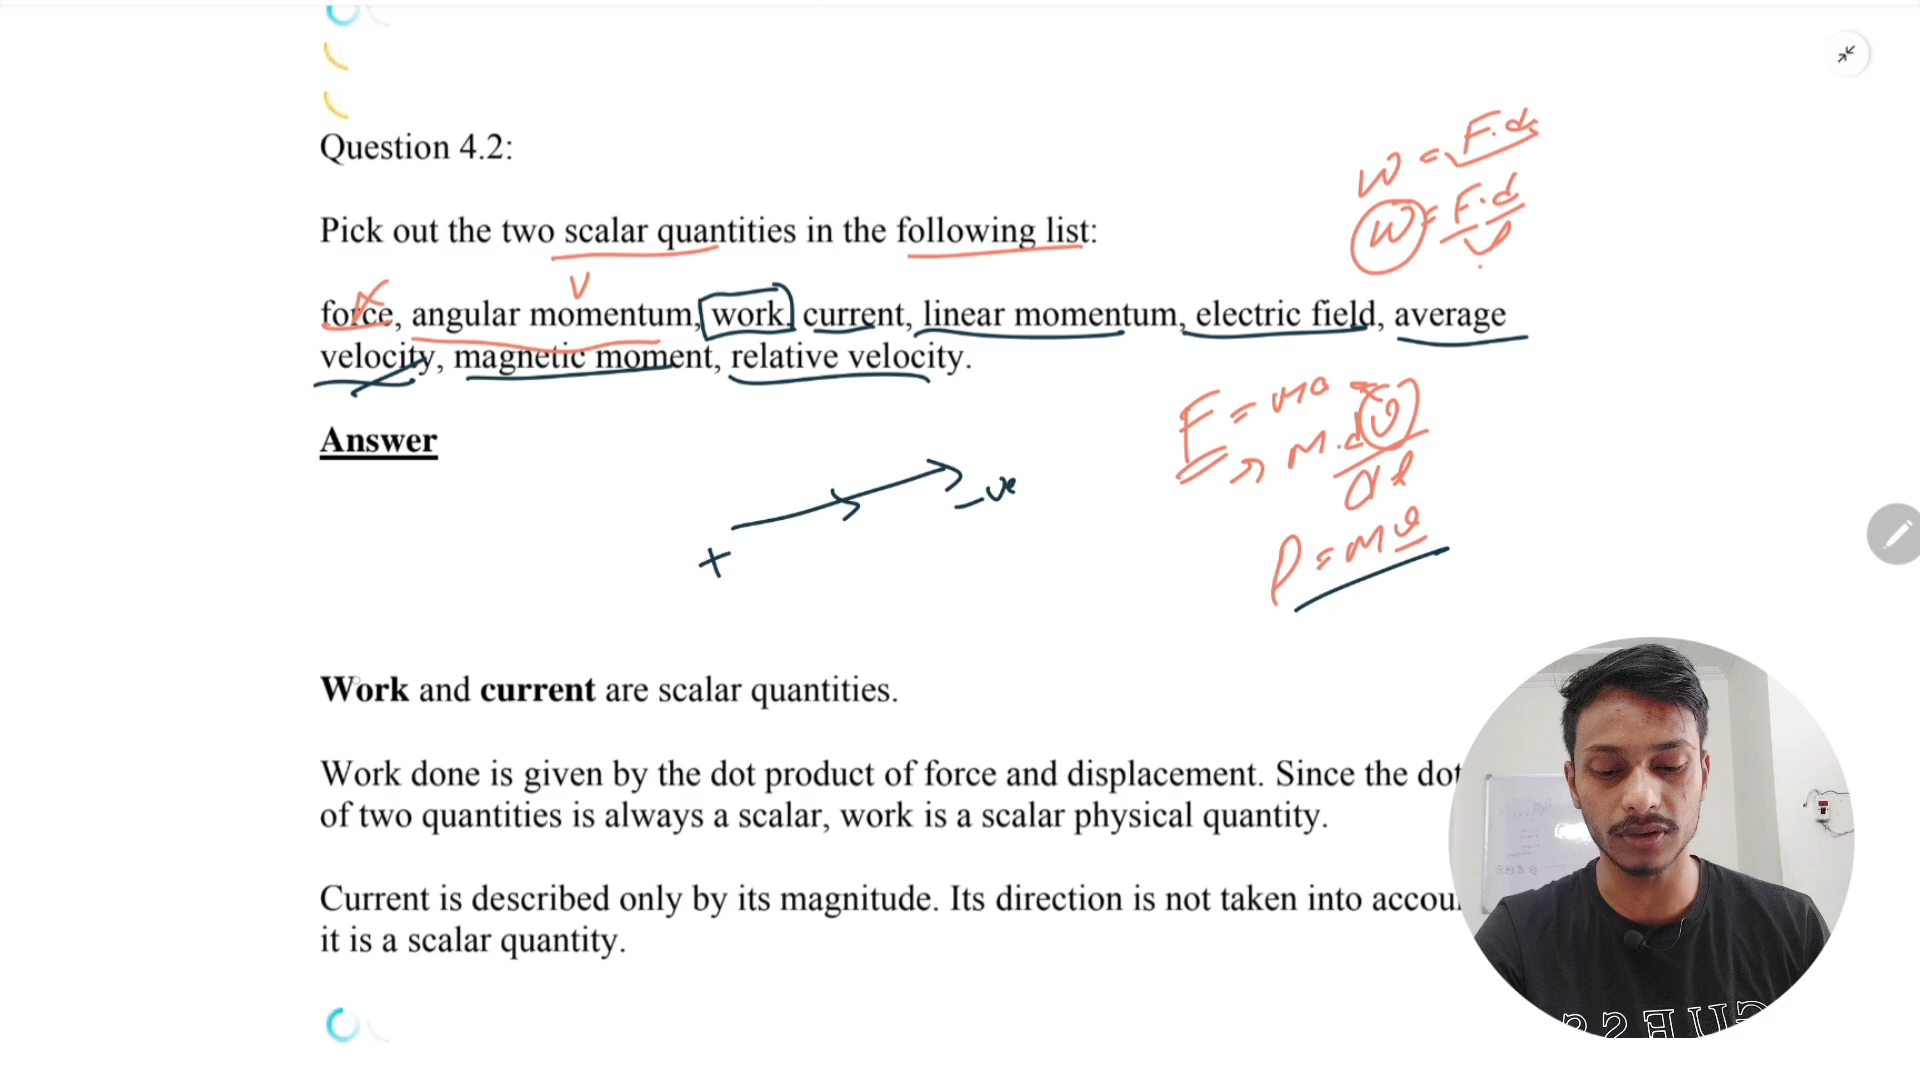 Question 4.2:
W = F.ds
Pick out the two scalar quantities in the following list:
W = F.d
V
force, angular momentum, work, current, linear momentum, electric field, average
velocity, magnetic moment, relative velocity.
F = ma
Answer
M.dv
dt
-ve
+
P = mv
Work and current are scalar quantities.
Work done is given by the dot product of force and displacement. Since the dot
of two quantities is always a scalar, work is a scalar physical quantity.
Current is described only by its magnitude. Its direction is not taken into accou
it is a scalar quantity.